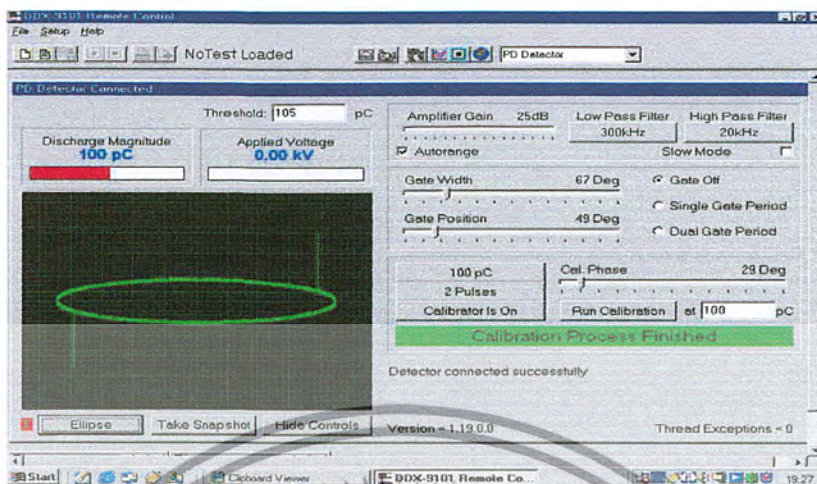 DDX-9101 Remote Control
File Setup Help
NoTest Loaded
PD Detector
PD Detector Connected
Threshold: 105 pC
Discharge Magnitude
100 pC
Applied Voltage
0.00 kV
Amplifier Gain 25dB
Low Pass Filter
300kHz
High Pass Filter
20kHz
Autorange
Slow Mode
Gate Width 67 Deg
Gate Off
Single Gate Period
Gate Position 49 Deg
Dual Gate Period
100 pC
2 Pulses
Calibrator Is On
Cal. Phase 29 Deg
Run Calibration at 100 pC
Calibration Process Finished
Detector connected successfully
Ellipse Take Snapshot Hide Controls
Version = 1.19.0.0 Thread Exceptions = 0
Start Clipboard Viewer DDX-9101 Remote Co... 19:27